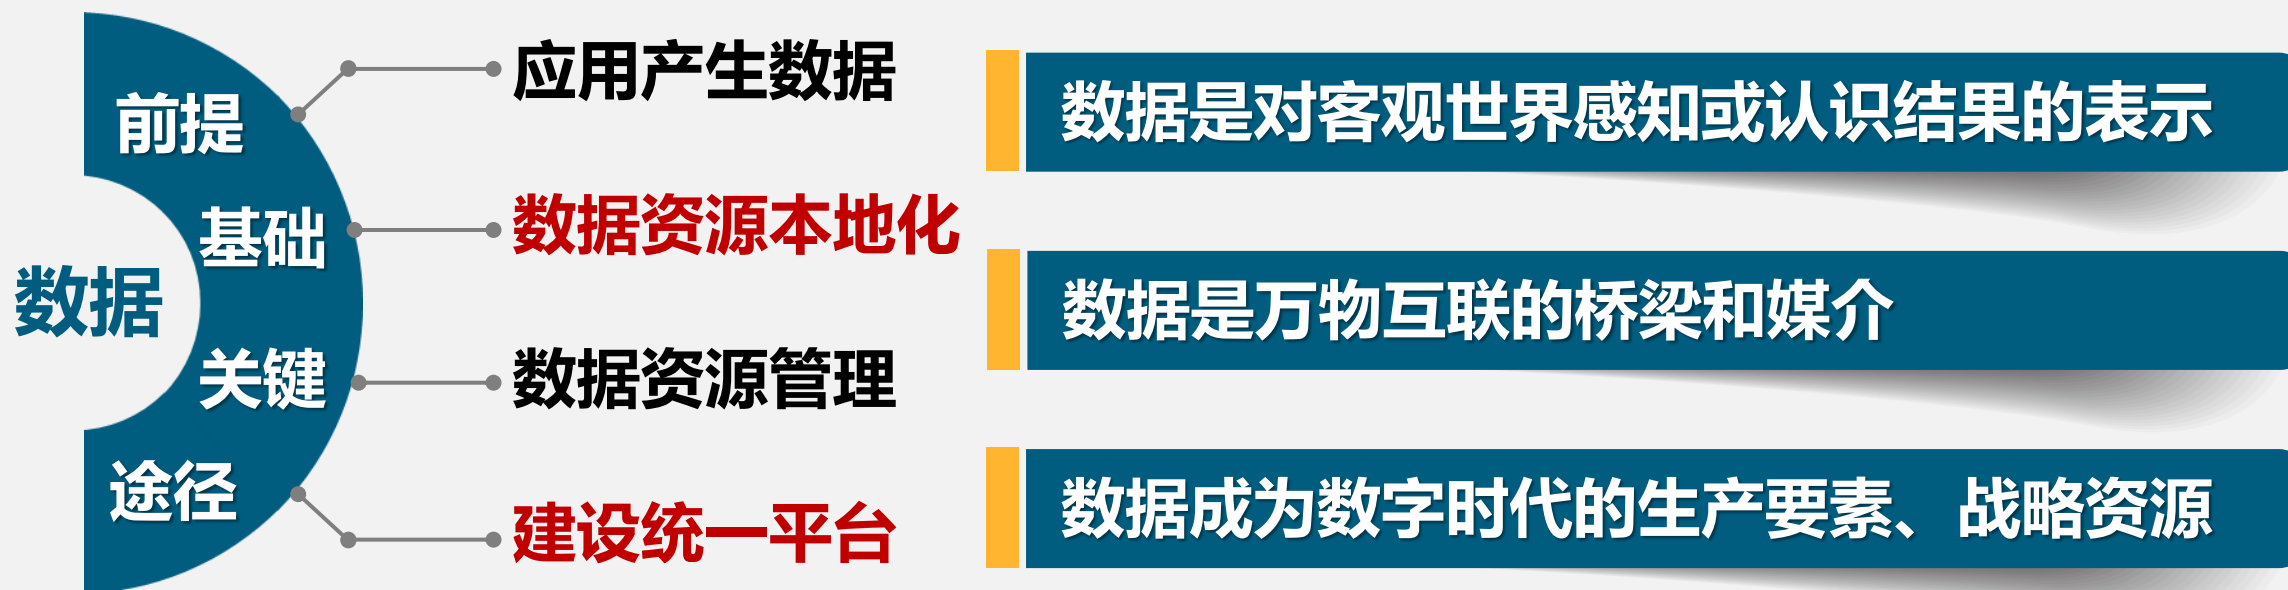 数据
前提
应用产生数据
基础
数据资源本地化
关键
数据资源管理
途径
建设统一平台
数据是对客观世界感知或认识结果的表示
数据是万物互联的桥梁和媒介
数据成为数字时代的生产要素、战略资源